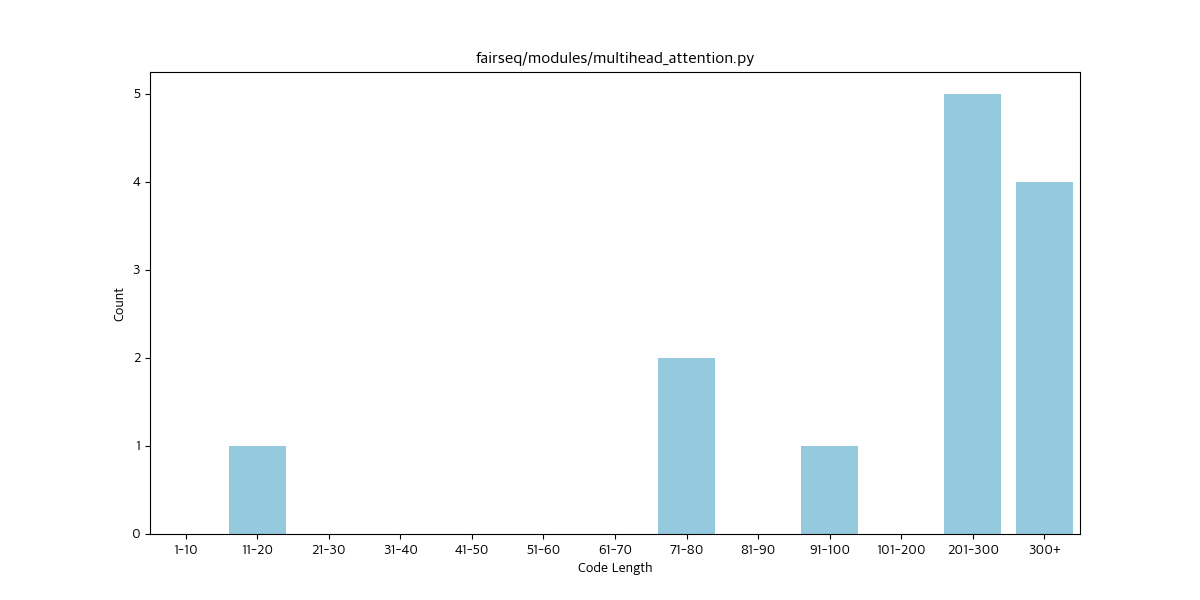 fairseq/modules/multihead_attention.py
5
4
3
2
1
0
Count
1-10 11-20 21-30 31-40 41-50 51-60 61-70 71-80 81-90 91-100 101-200 201-300 300+
Code Length